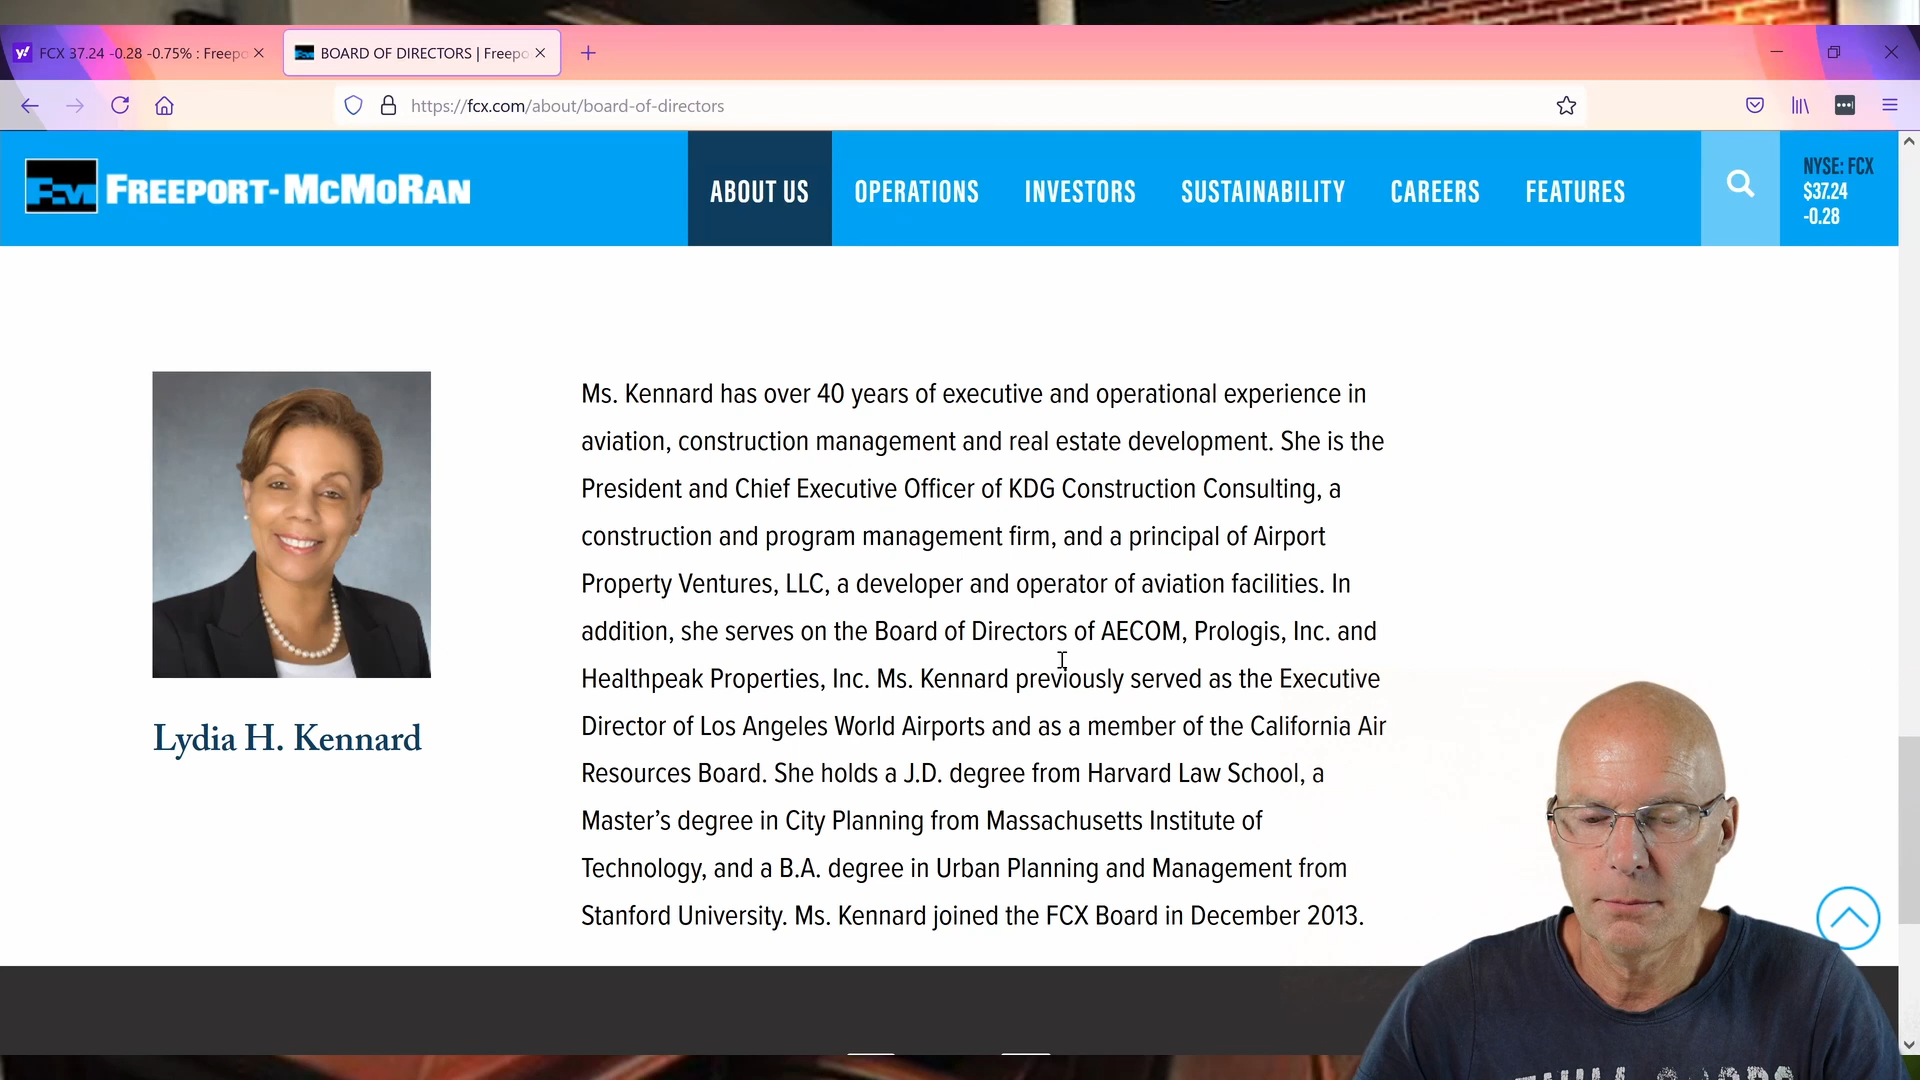 FCX 37.24 -0.28 -0.75% : Freepo
BOARD OF DIRECTORS | Freepo
https://fcx.com/about/board-of-directors
FREEPORT-McMoRAN
ABOUT US
OPERATIONS
INVESTORS
SUSTAINABILITY
CAREERS
FEATURES
NYSE: FCX
$37.24
-0.28
Ms. Kennard has over 40 years of executive and operational experience in
aviation, construction management and real estate development. She is the
President and Chief Executive Officer of KDG Construction Consulting, a
construction and program management firm, and a principal of Airport
Property Ventures, LLC, a developer and operator of aviation facilities. In
addition, she serves on the Board of Directors of AECOM, Prologis, Inc. and
Healthpeak Properties, Inc. Ms. Kennard previously served as the Executive
Director of Los Angeles World Airports and as a member of the California Air
Resources Board. She holds a J.D. degree from Harvard Law School, a
Master’s degree in City Planning from Massachusetts Institute of
Technology, and a B.A. degree in Urban Planning and Management from
Stanford University. Ms. Kennard joined the FCX Board in December 2013.
Lydia H. Kennard